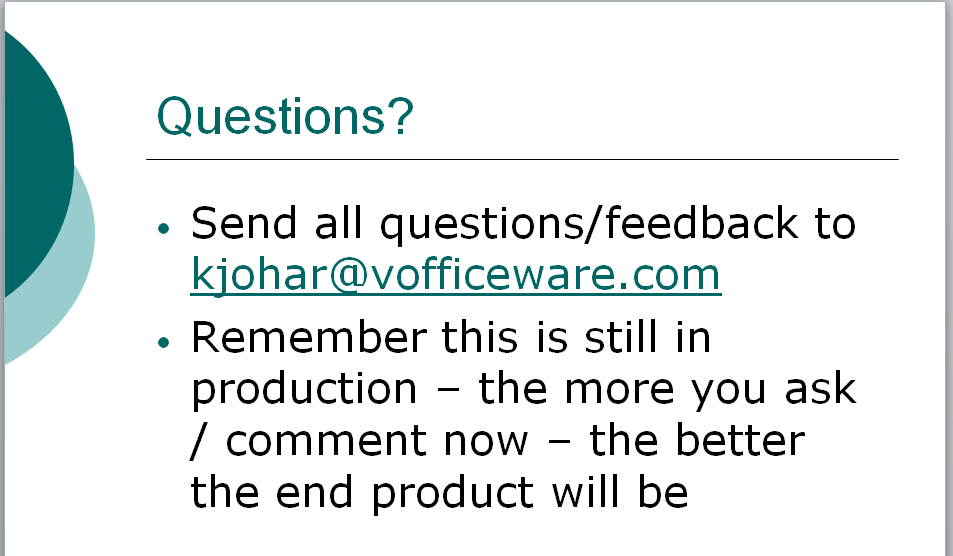 Questions?
Send all questions/feedback to
kjohar@vofficeware.com
Remember this is still in
production – the more you ask
/ comment now – the better
the end product will be